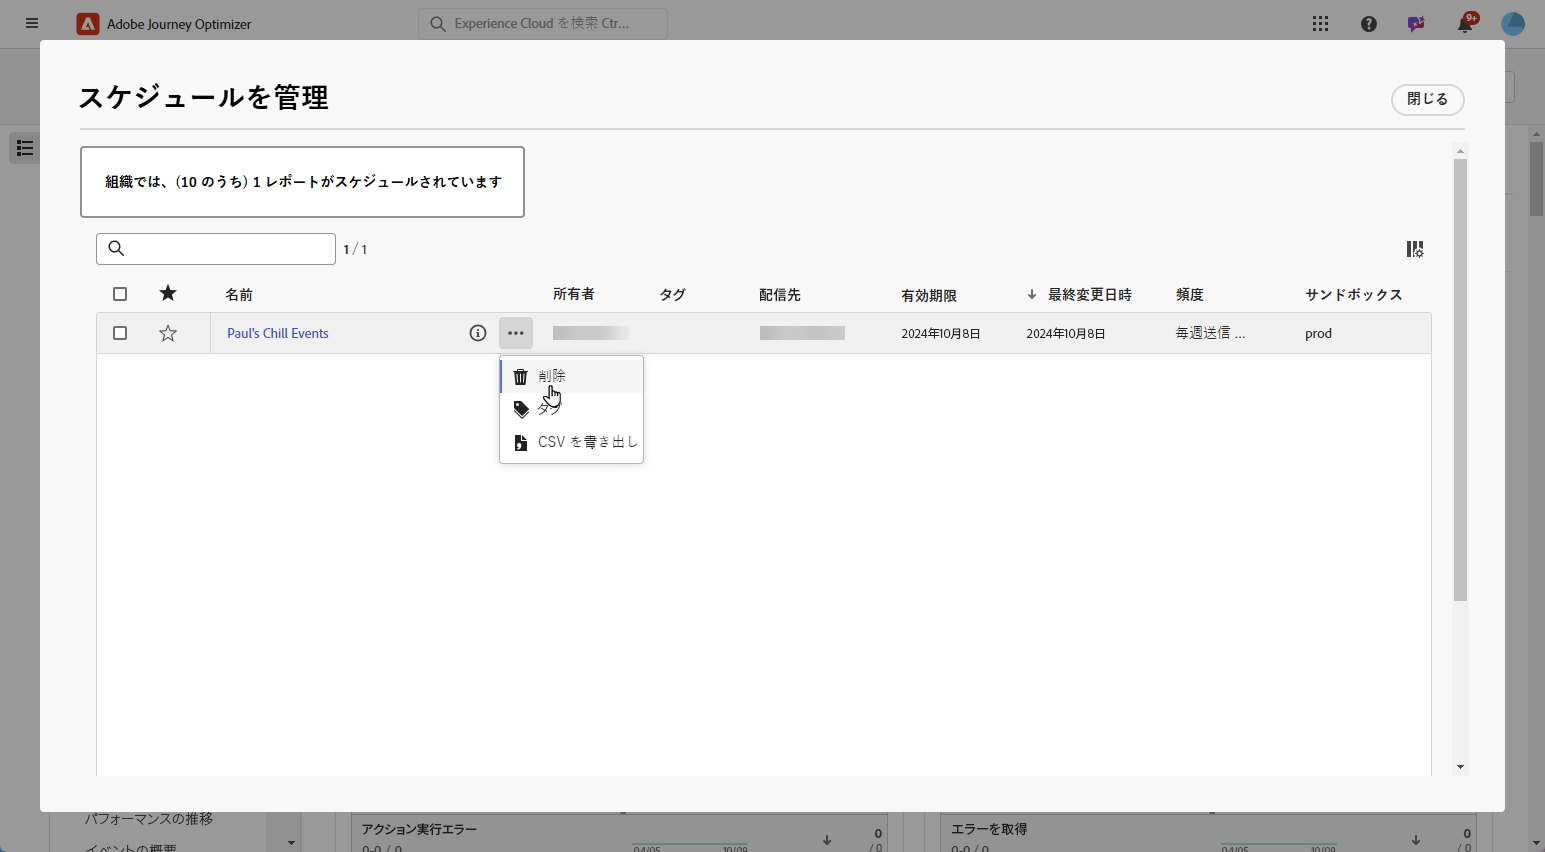 Adobe Journey Optimizer
Experience Cloud を検索 Ctr...
9+
スケジュールを管理
閉じる
組織では、(10 のうち) 1 レポートがスケジュールされています
1 / 1
名前 所有者 タグ 配信先 有効期限 最終変更日時 頻度 サンドボックス
Paul's Chill Events 2024年10月8日 2024年10月8日 毎週送信 ... prod
削除
タグ
CSV を書き出し
パフォーマンスの推移
イベントの概要
アクション実行エラー
0
0-0 / 0
04/05 10/09
/ 0
エラーを取得
0
0-0 / 0
04/05 10/09
/ 0